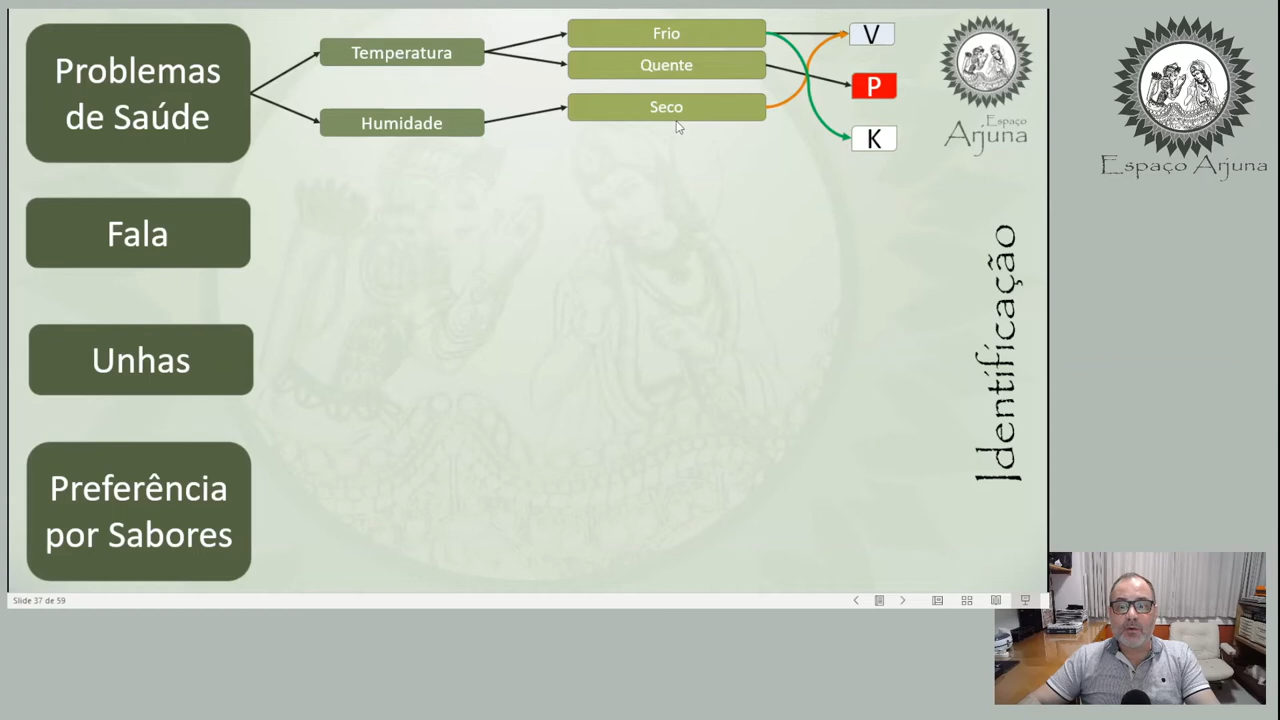 Problemas
de Saúde
Temperatura
Humidade
Frio
Quente
Seco
V
P
K
Espaço
Arjuna
Espaço Arjuna
Fala
Unhas
Preferência
por Sabores
Identificação
Slide 37 de 59